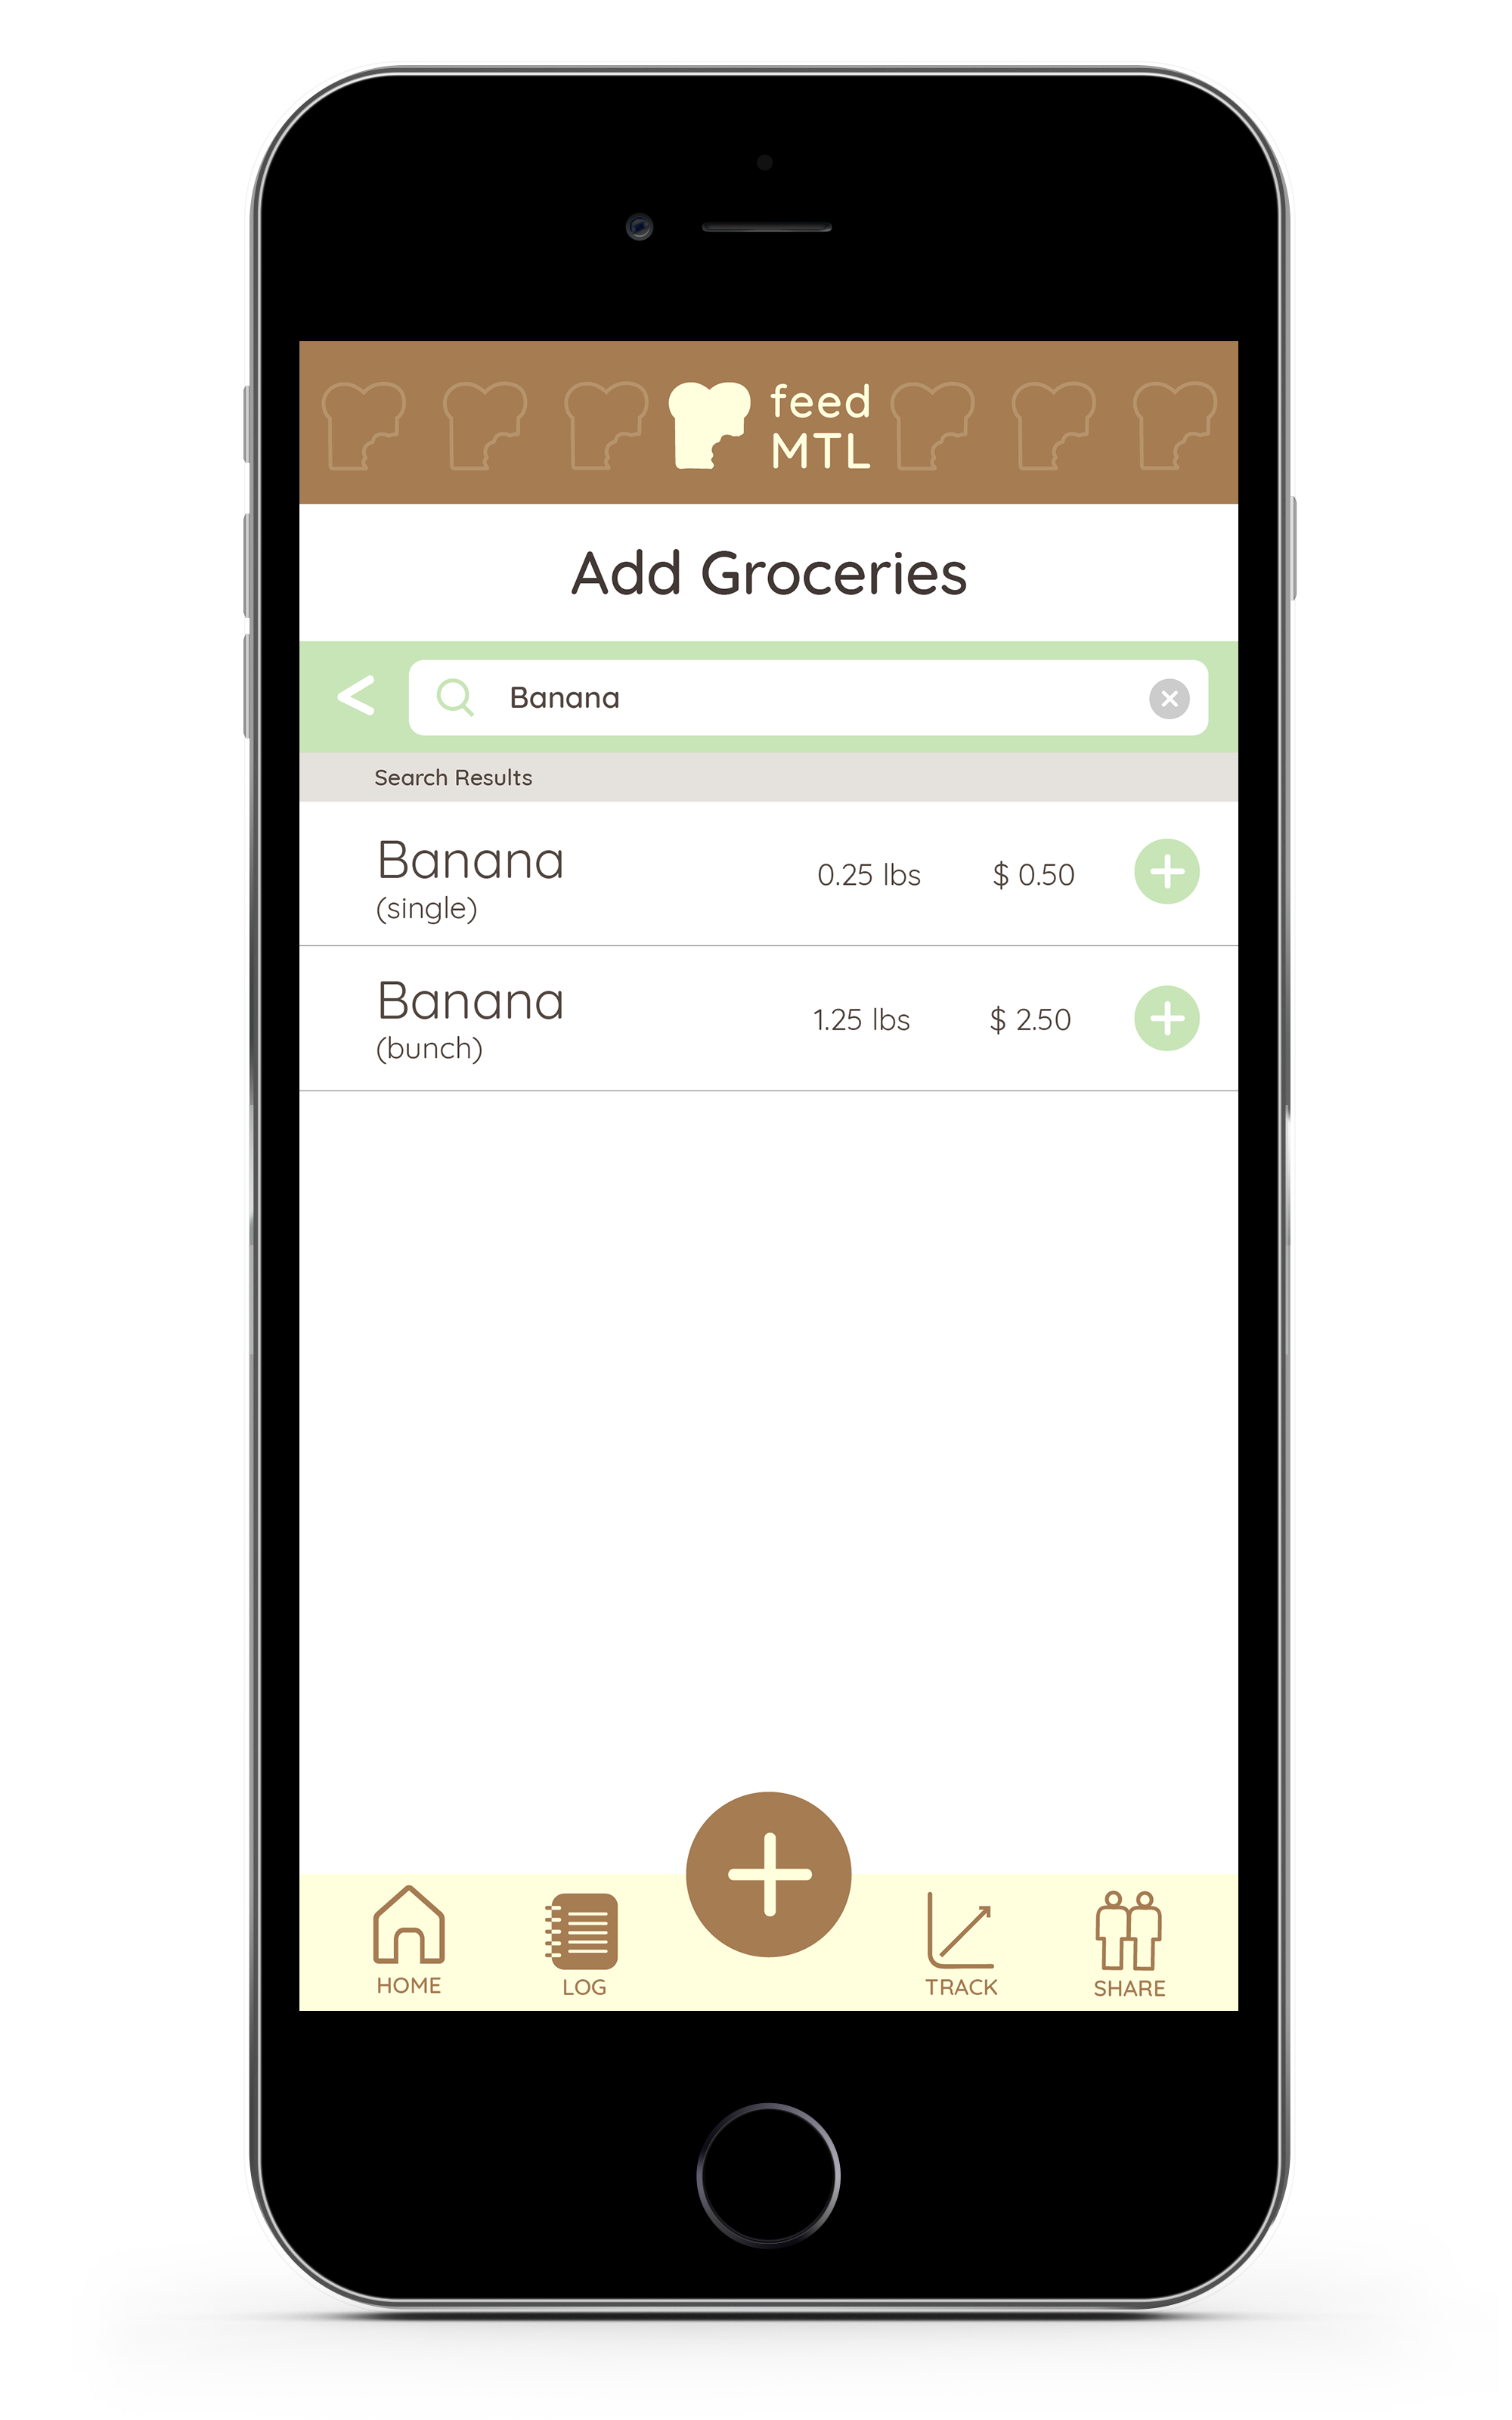 feed
MTL
Add Groceries
Banana
Search Results
Banana
(single)
0.25 lbs
$ 0.50
Banana
(bunch)
1.25 lbs
$ 2.50
HOME
LOG
TRACK
SHARE